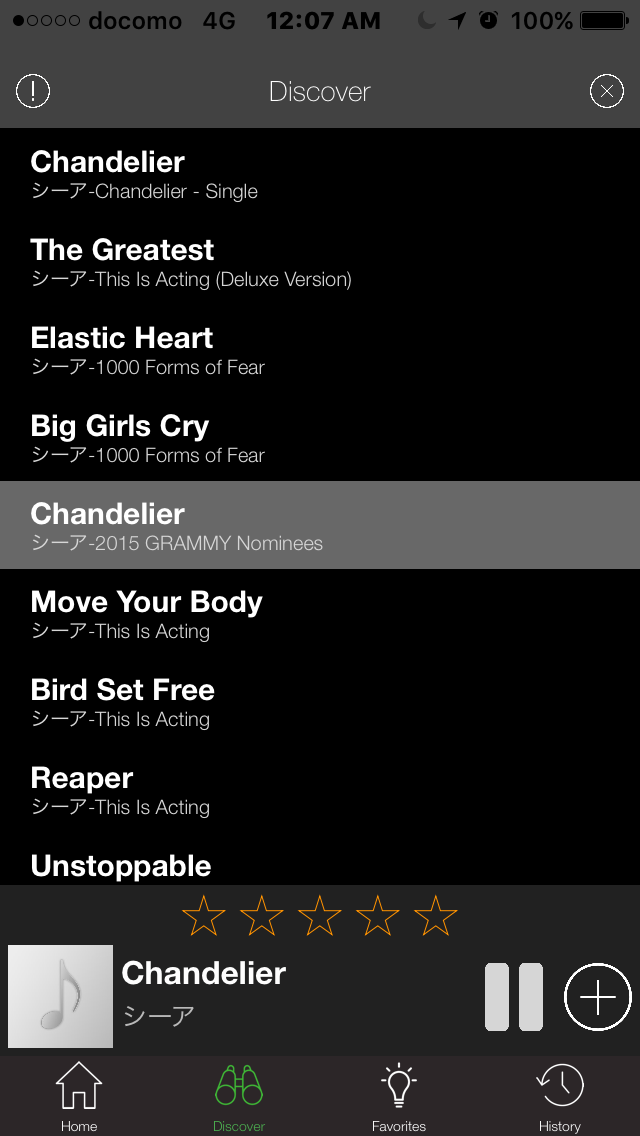 docomo 4G 12:07 AM 100%
Discover
Chandelier
シーア-Chandelier - Single
The Greatest
シーア-This Is Acting (Deluxe Version)
Elastic Heart
シーア-1000 Forms of Fear
Big Girls Cry
シーア-1000 Forms of Fear
Chandelier
シーア-2015 GRAMMY Nominees
Move Your Body
シーア-This Is Acting
Bird Set Free
シーア-This Is Acting
Reaper
シーア-This Is Acting
Unstoppable
Chandelier
シーア
Home Discover Favorites History